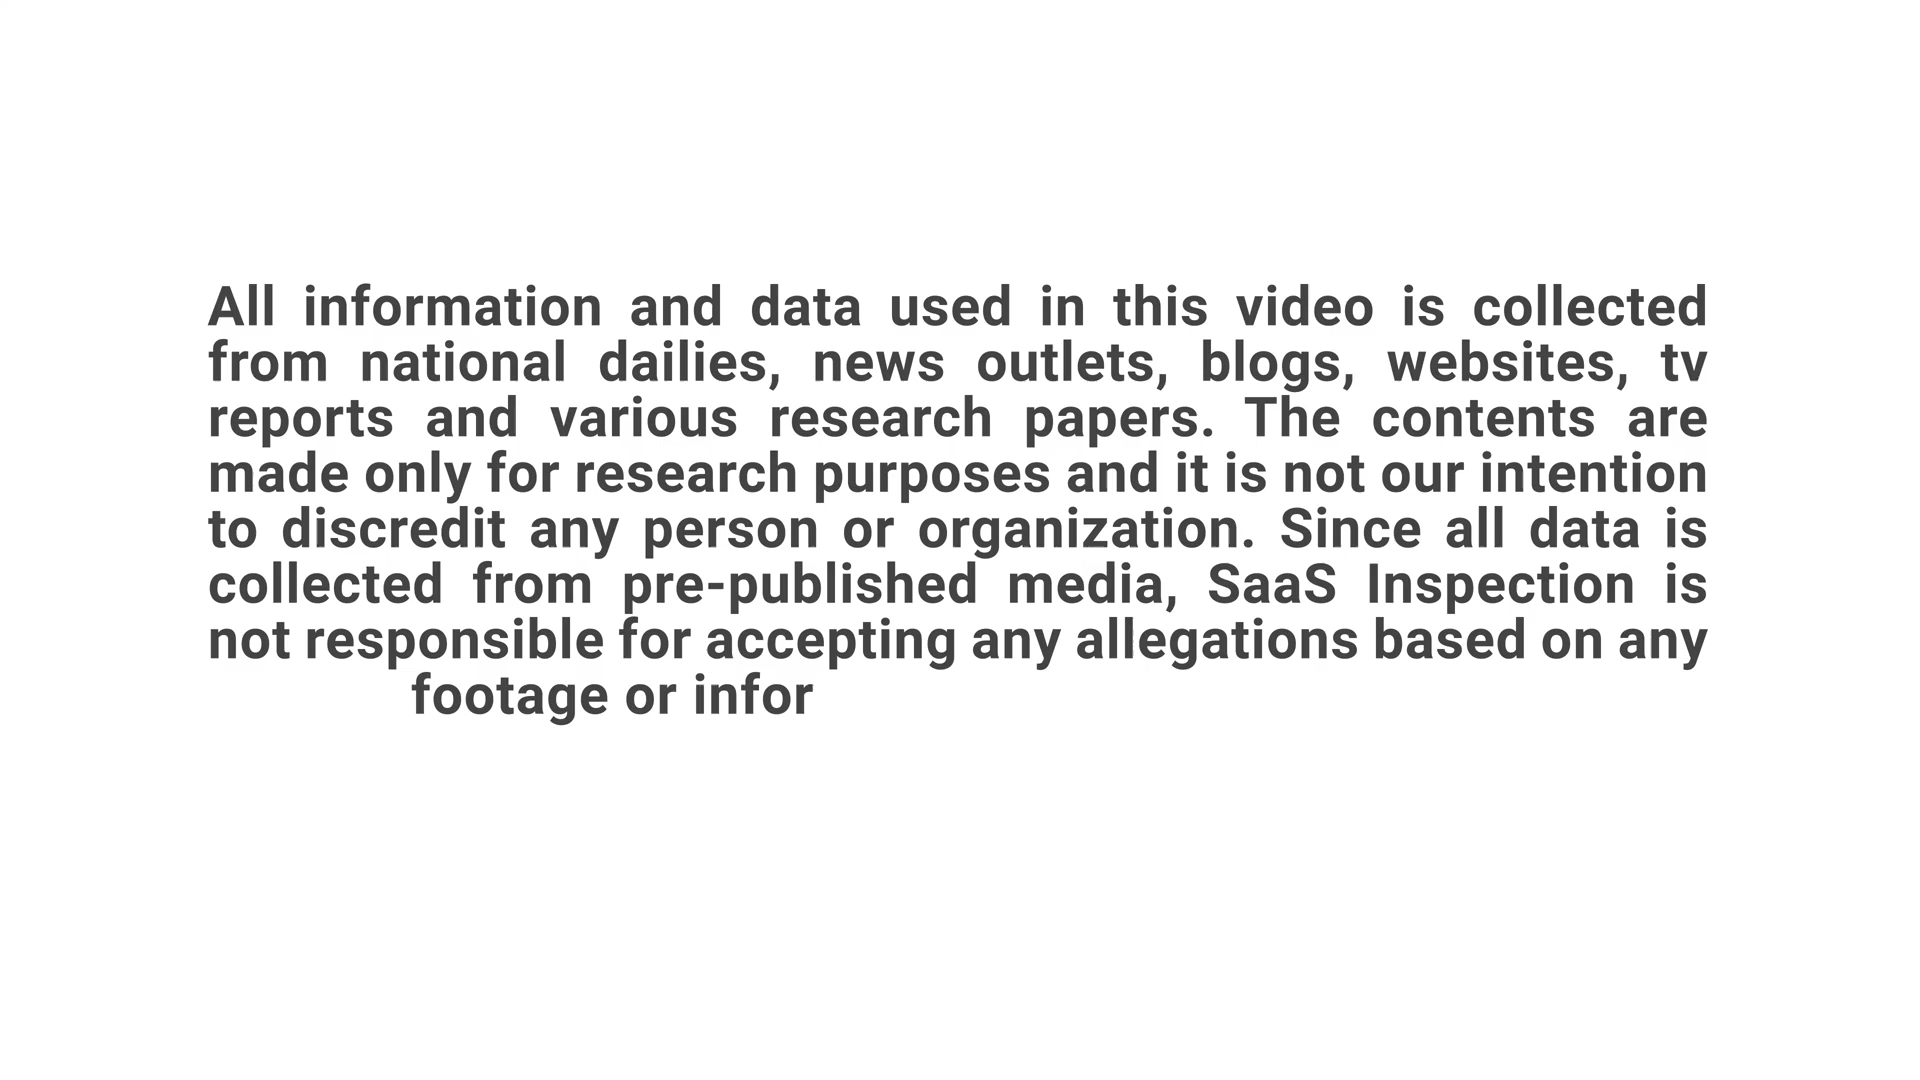 All information and data used in this video is collected
from national dailies, news outlets, blogs, websites, tv
reports and various research papers. The contents are
made only for research purposes and it is not our intention
to discredit any person or organization. Since all data is
collected from pre-published media, SaaS Inspection is
not responsible for accepting any allegations based on any
footage or infor